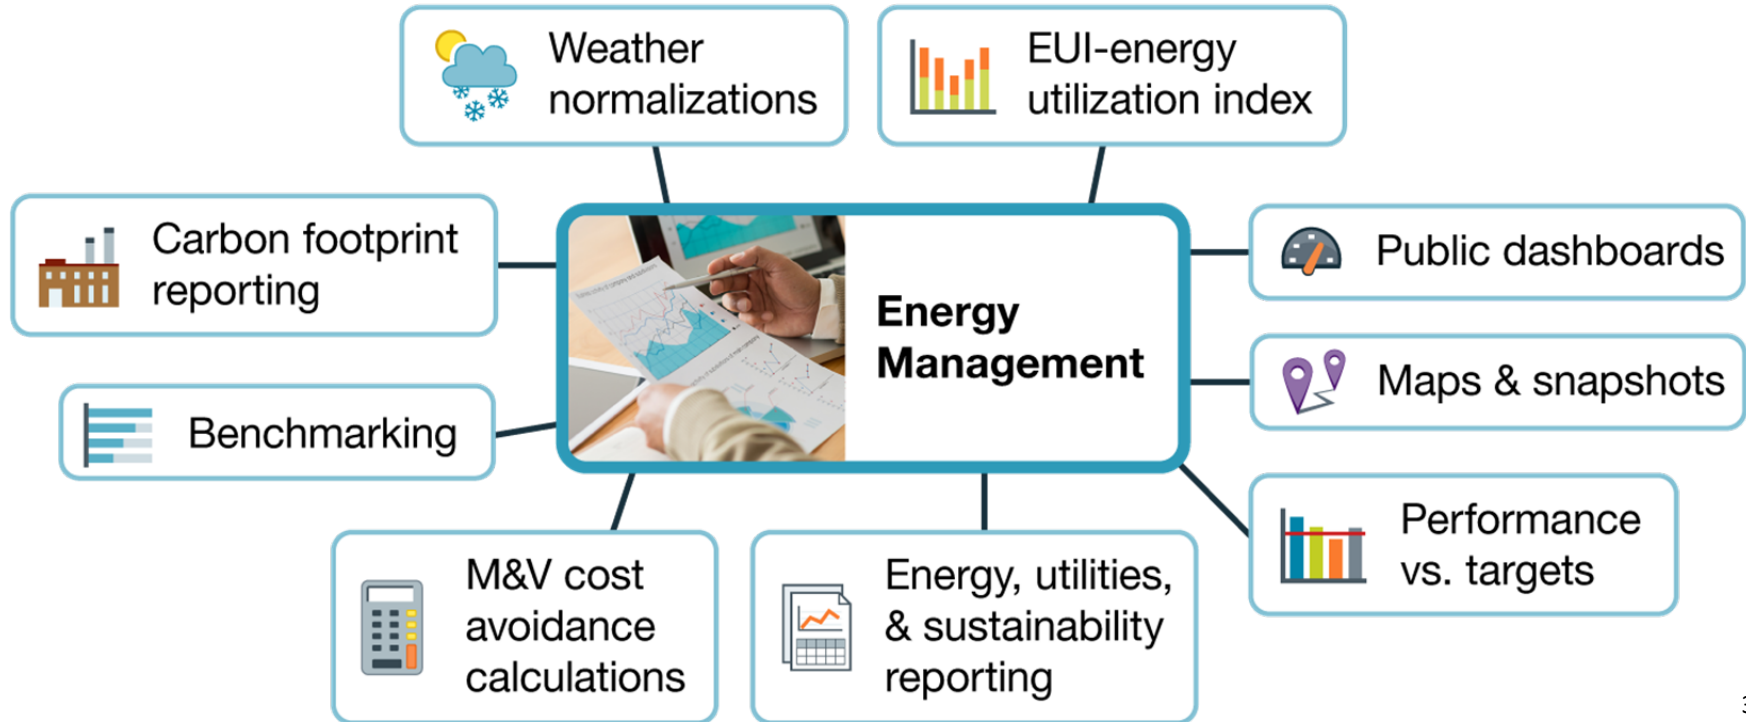 Weather
normalizations
EUI-energy
utilization index
Carbon footprint
reporting
Public dashboards
Energy
Management
Maps & snapshots
Benchmarking
Performance
vs. targets
M&V cost
avoidance
calculations
Energy, utilities,
& sustainability
reporting